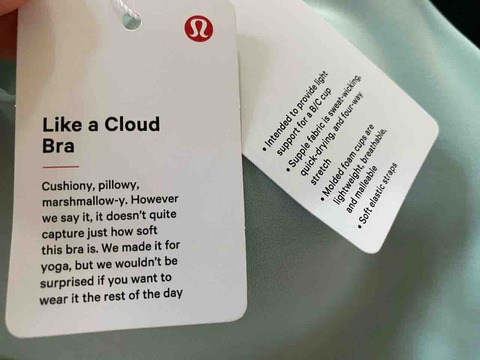 Like a Cloud
Bra
Cushiony, pillowy,
marshmallow-y. However
we say it, it doesn't quite
capture just how soft
this bra is. We made it for
yoga, but we wouldn't be
surprised if you want to
wear it the rest of the day
• Intended to provide light
support for a B/C cup
• Supple fabric is sweat-wicking,
quick-drying, and four-way
stretch
• Molded foam cups are
lightweight, breathable,
and malleable
• Soft elastic straps